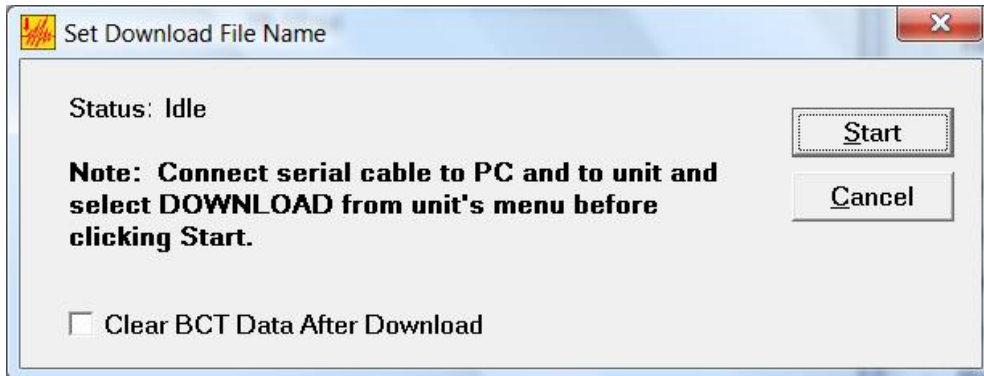 Set Download File Name
Status: Idle
Start
Note: Connect serial cable to PC and to unit and
select DOWNLOAD from unit's menu before
clicking Start.
Cancel
Clear BCT Data After Download